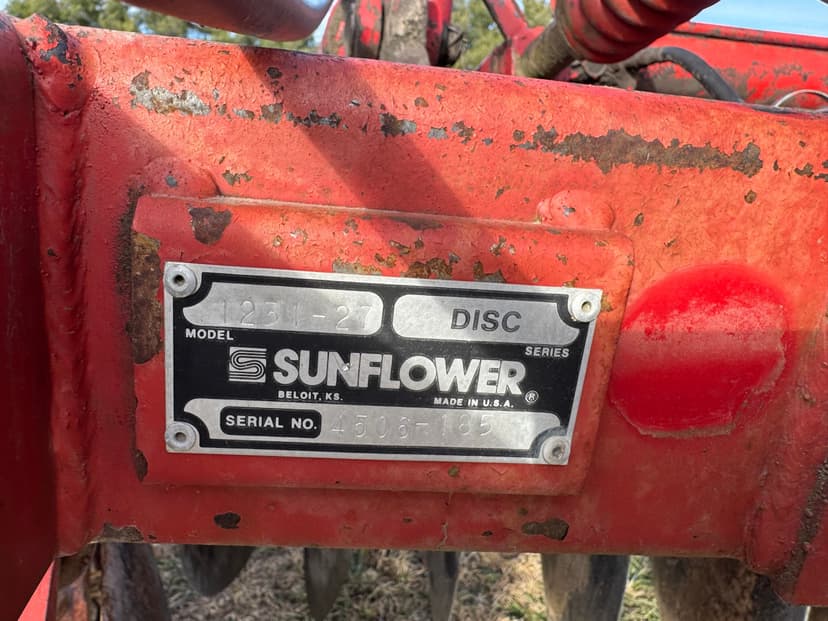 1231-27 DISC
MODEL SERIES
SUNFLOWER ®
BELOIT, KS. MADE IN U.S.A.
SERIAL NO. 4506-185